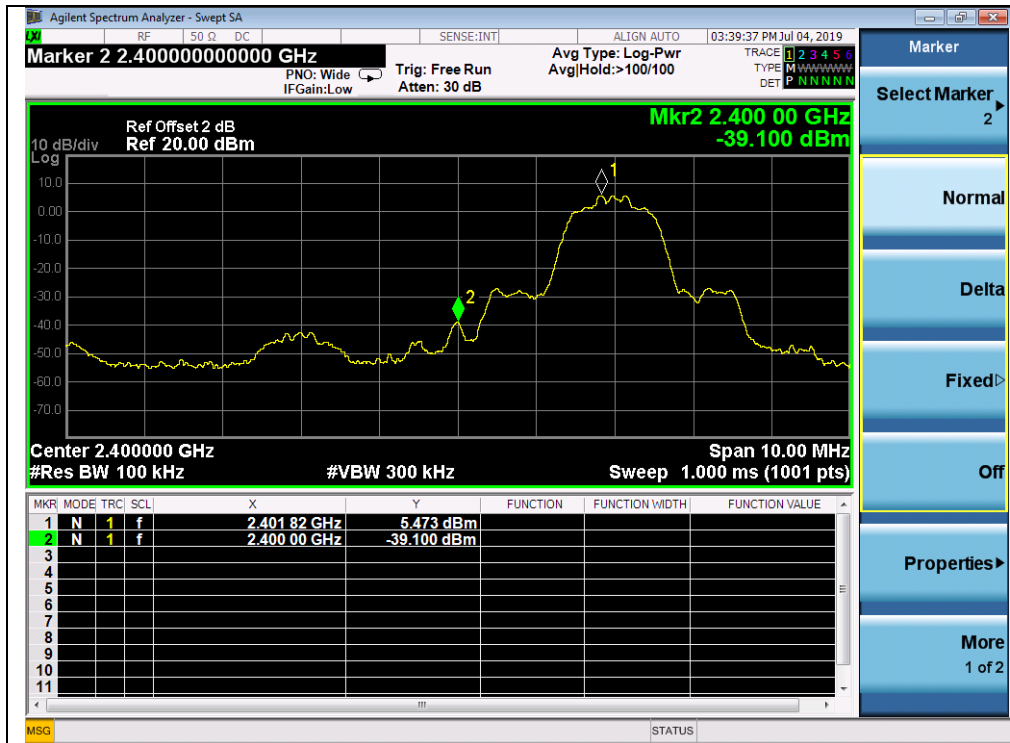 Agilent Spectrum Analyzer - Swept SA
LXI RF 50 Ω DC SENSE:INT ALIGN AUTO 03:39:37 PM Jul 04, 2019
Marker 2 2.400000000000 GHz
PNO: Wide
IFGain:Low
Trig: Free Run
Atten: 30 dB
Avg Type: Log-Pwr
Avg|Hold:>100/100
TRACE 1 2 3 4 5 6
TYPE M WWWWW
DET P N N N N N
Mkr2 2.400 00 GHz
-39.100 dBm
Ref Offset 2 dB
10 dB/div Ref 20.00 dBm
Log
10.0
0.00
-10.0
-20.0
-30.0
-40.0
-50.0
-60.0
-70.0
1
2
Center 2.400000 GHz Span 10.00 MHz
#Res BW 100 kHz #VBW 300 kHz Sweep 1.000 ms (1001 pts)
MKR MODE TRC SCL X Y FUNCTION FUNCTION WIDTH FUNCTION VALUE
1 N 1 f 2.401 82 GHz 5.473 dBm
2 N 1 f 2.400 00 GHz -39.100 dBm
3
4
5
6
7
8
9
10
11
MSG STATUS
Marker
Select Marker
2
Normal
Delta
Fixed
Off
Properties
More
1 of 2